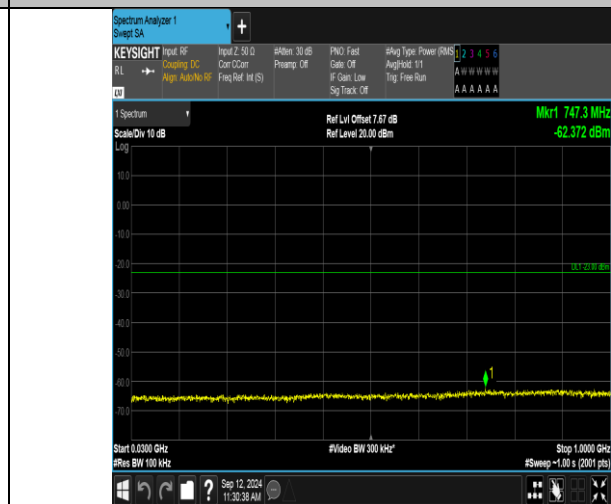 Spectrum Analyzer 1
Swept SA
+
KEYSIGHT Input: RF Input Z: 50 Ω #Atten: 30 dB PNO: Fast #Avg Type: Power (RMS 1 2 3 4 5 6
RL Coupling: DC Corr CCorr Preamp: Off Gate: Off Avg|Hold: 1/1 A W W W W W
Align: Auto/No RF Freq Ref: Int (S) IF Gain: Low Trig: Free Run
LXI Sig Track: Off A A A A A A
1 Spectrum Ref Lvl Offset 7.67 dB Mkr1 747.3 MHz
Scale/Div 10 dB Ref Level 20.00 dBm -62.372 dBm
Log
10.0
0.00
-10.0
-20.0 DL1 -23.00 dBm
-30.0
-40.0
-50.0
1
-60.0
-70.0
Start 0.0300 GHz #Video BW 300 kHz* Stop 1.0000 GHz
#Res BW 100 kHz #Sweep ~1.00 s (2001 pts)
? Sep 12, 2024
11:30:38 AM